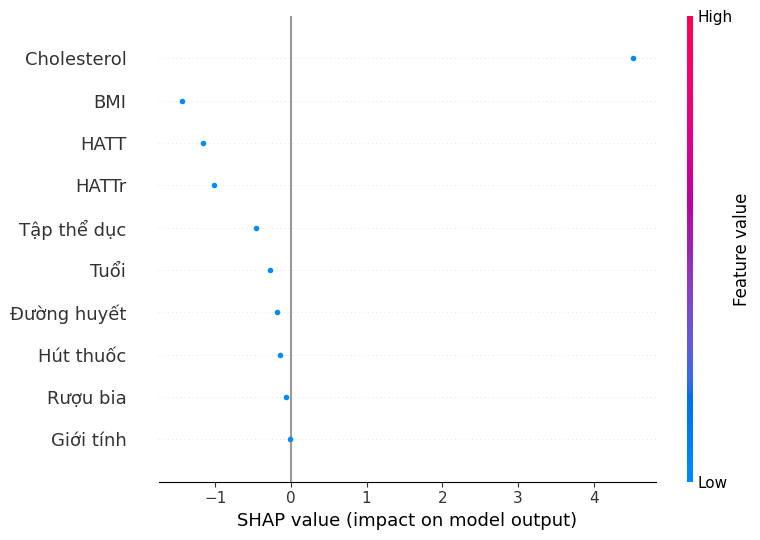 High
Cholesterol
BMI
HATT
HATTr
Tập thể dục
Tuổi
Đường huyết
Hút thuốc
Rượu bia
Giới tính
Feature value
Low
−1 0 1 2 3 4
SHAP value (impact on model output)